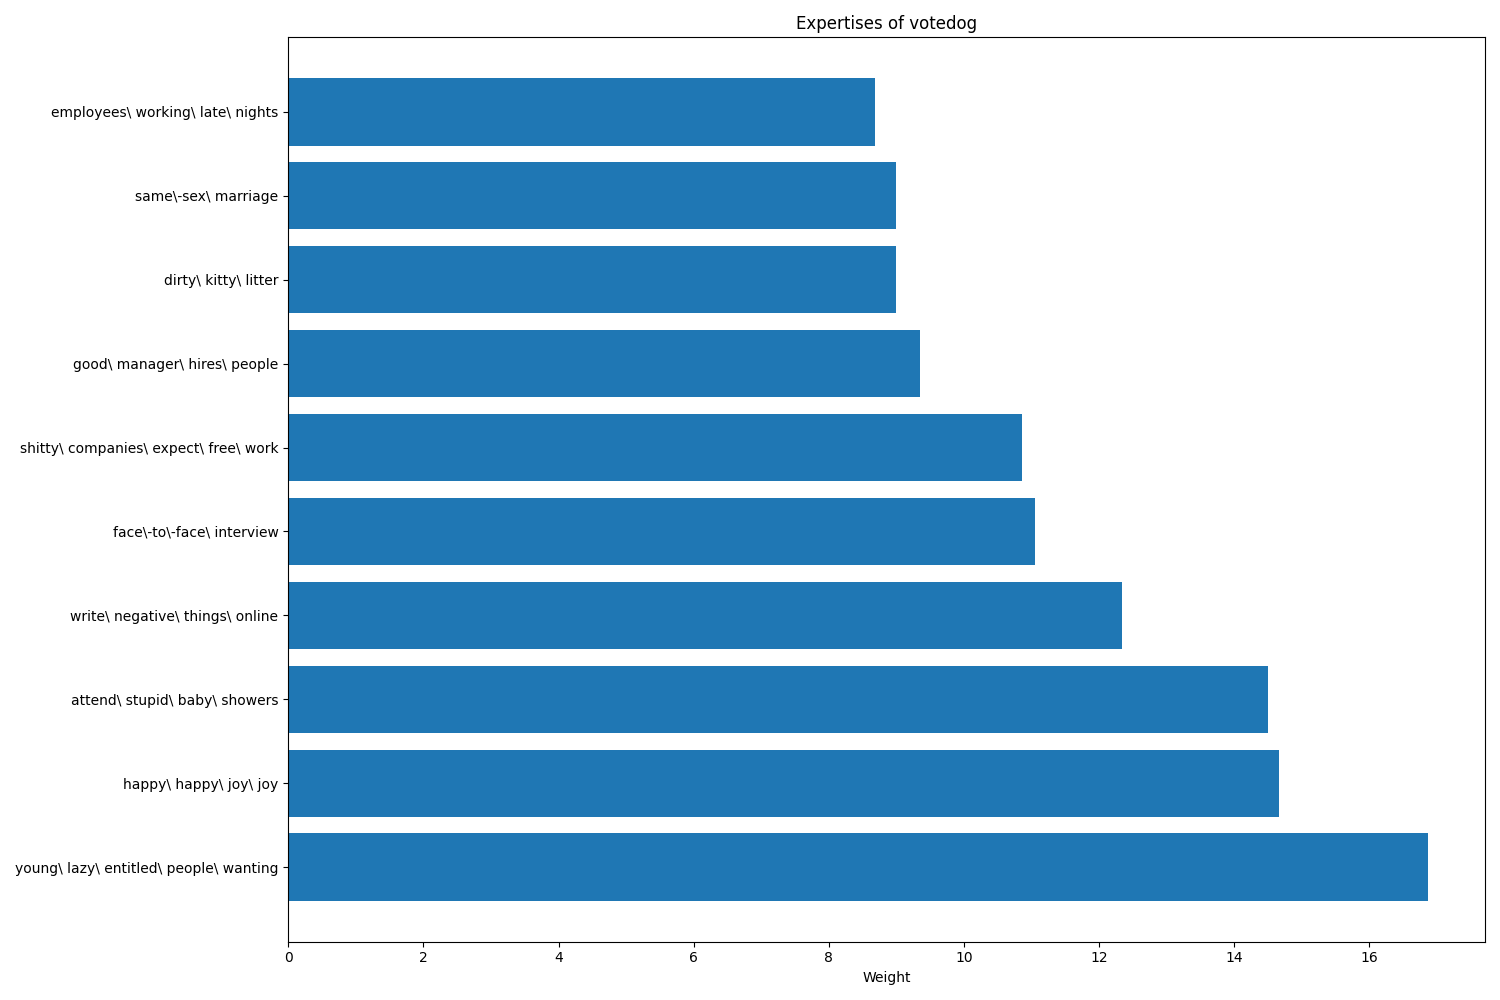 Expertises of votedog
employees\ working\ late\ nights
same\-sex\ marriage
dirty\ kitty\ litter
good\ manager\ hires\ people
shitty\ companies\ expect\ free\ work
face\-to\-face\ interview
write\ negative\ things\ online
attend\ stupid\ baby\ showers
happy\ happy\ joy\ joy
young\ lazy\ entitled\ people\ wanting
0 2 4 6 8 10 12 14 16
Weight